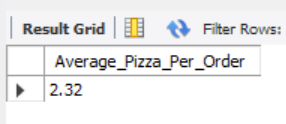 Result Grid Filter Rows:
Average_Pizza_Per_Order
2.32